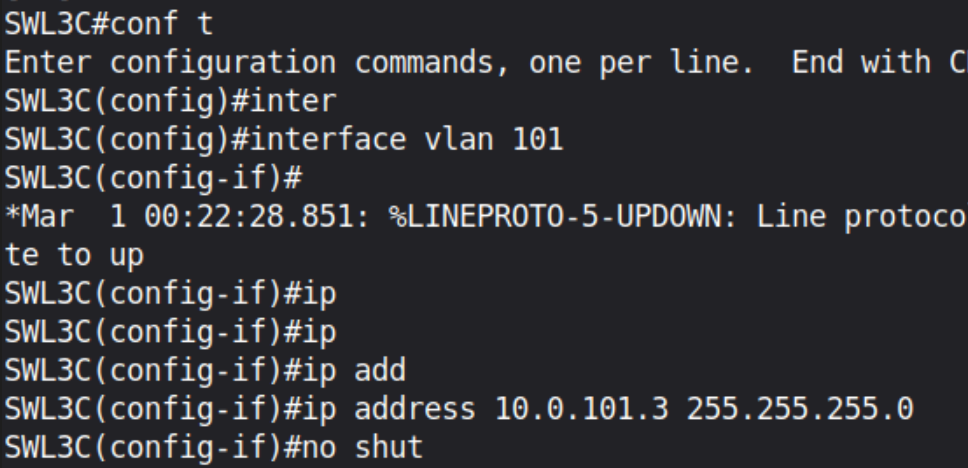 SWL3C#conf t
Enter configuration commands, one per line.  End with C
SWL3C(config)#inter
SWL3C(config)#interface vlan 101
SWL3C(config-if)#
*Mar  1 00:22:28.851: %LINEPROTO-5-UPDOWN: Line protoco
te to up
SWL3C(config-if)#ip
SWL3C(config-if)#ip
SWL3C(config-if)#ip add
SWL3C(config-if)#ip address 10.0.101.3 255.255.255.0
SWL3C(config-if)#no shut